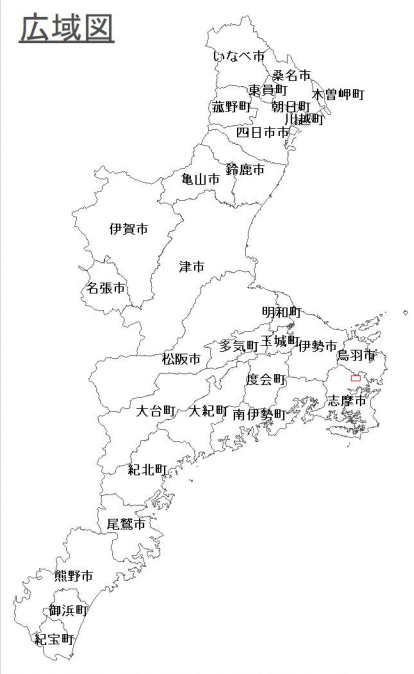 広域図
いなべ市
桑名市
東員町
木曽岬町
菰野町
朝日町
川越町
四日市市
鈴鹿市
亀山市
伊賀市
津市
名張市
明和町
玉城町
多気町
伊勢市
鳥羽市
松阪市
度会町
志摩市
大台町
大紀町
南伊勢町
紀北町
尾鷲市
熊野市
御浜町
紀宝町